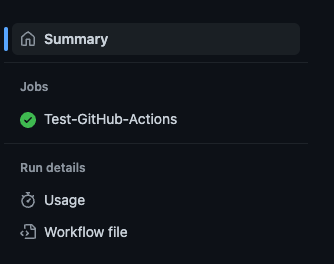 Summary
Jobs
Test-GitHub-Actions
Run details
Usage
Workflow file